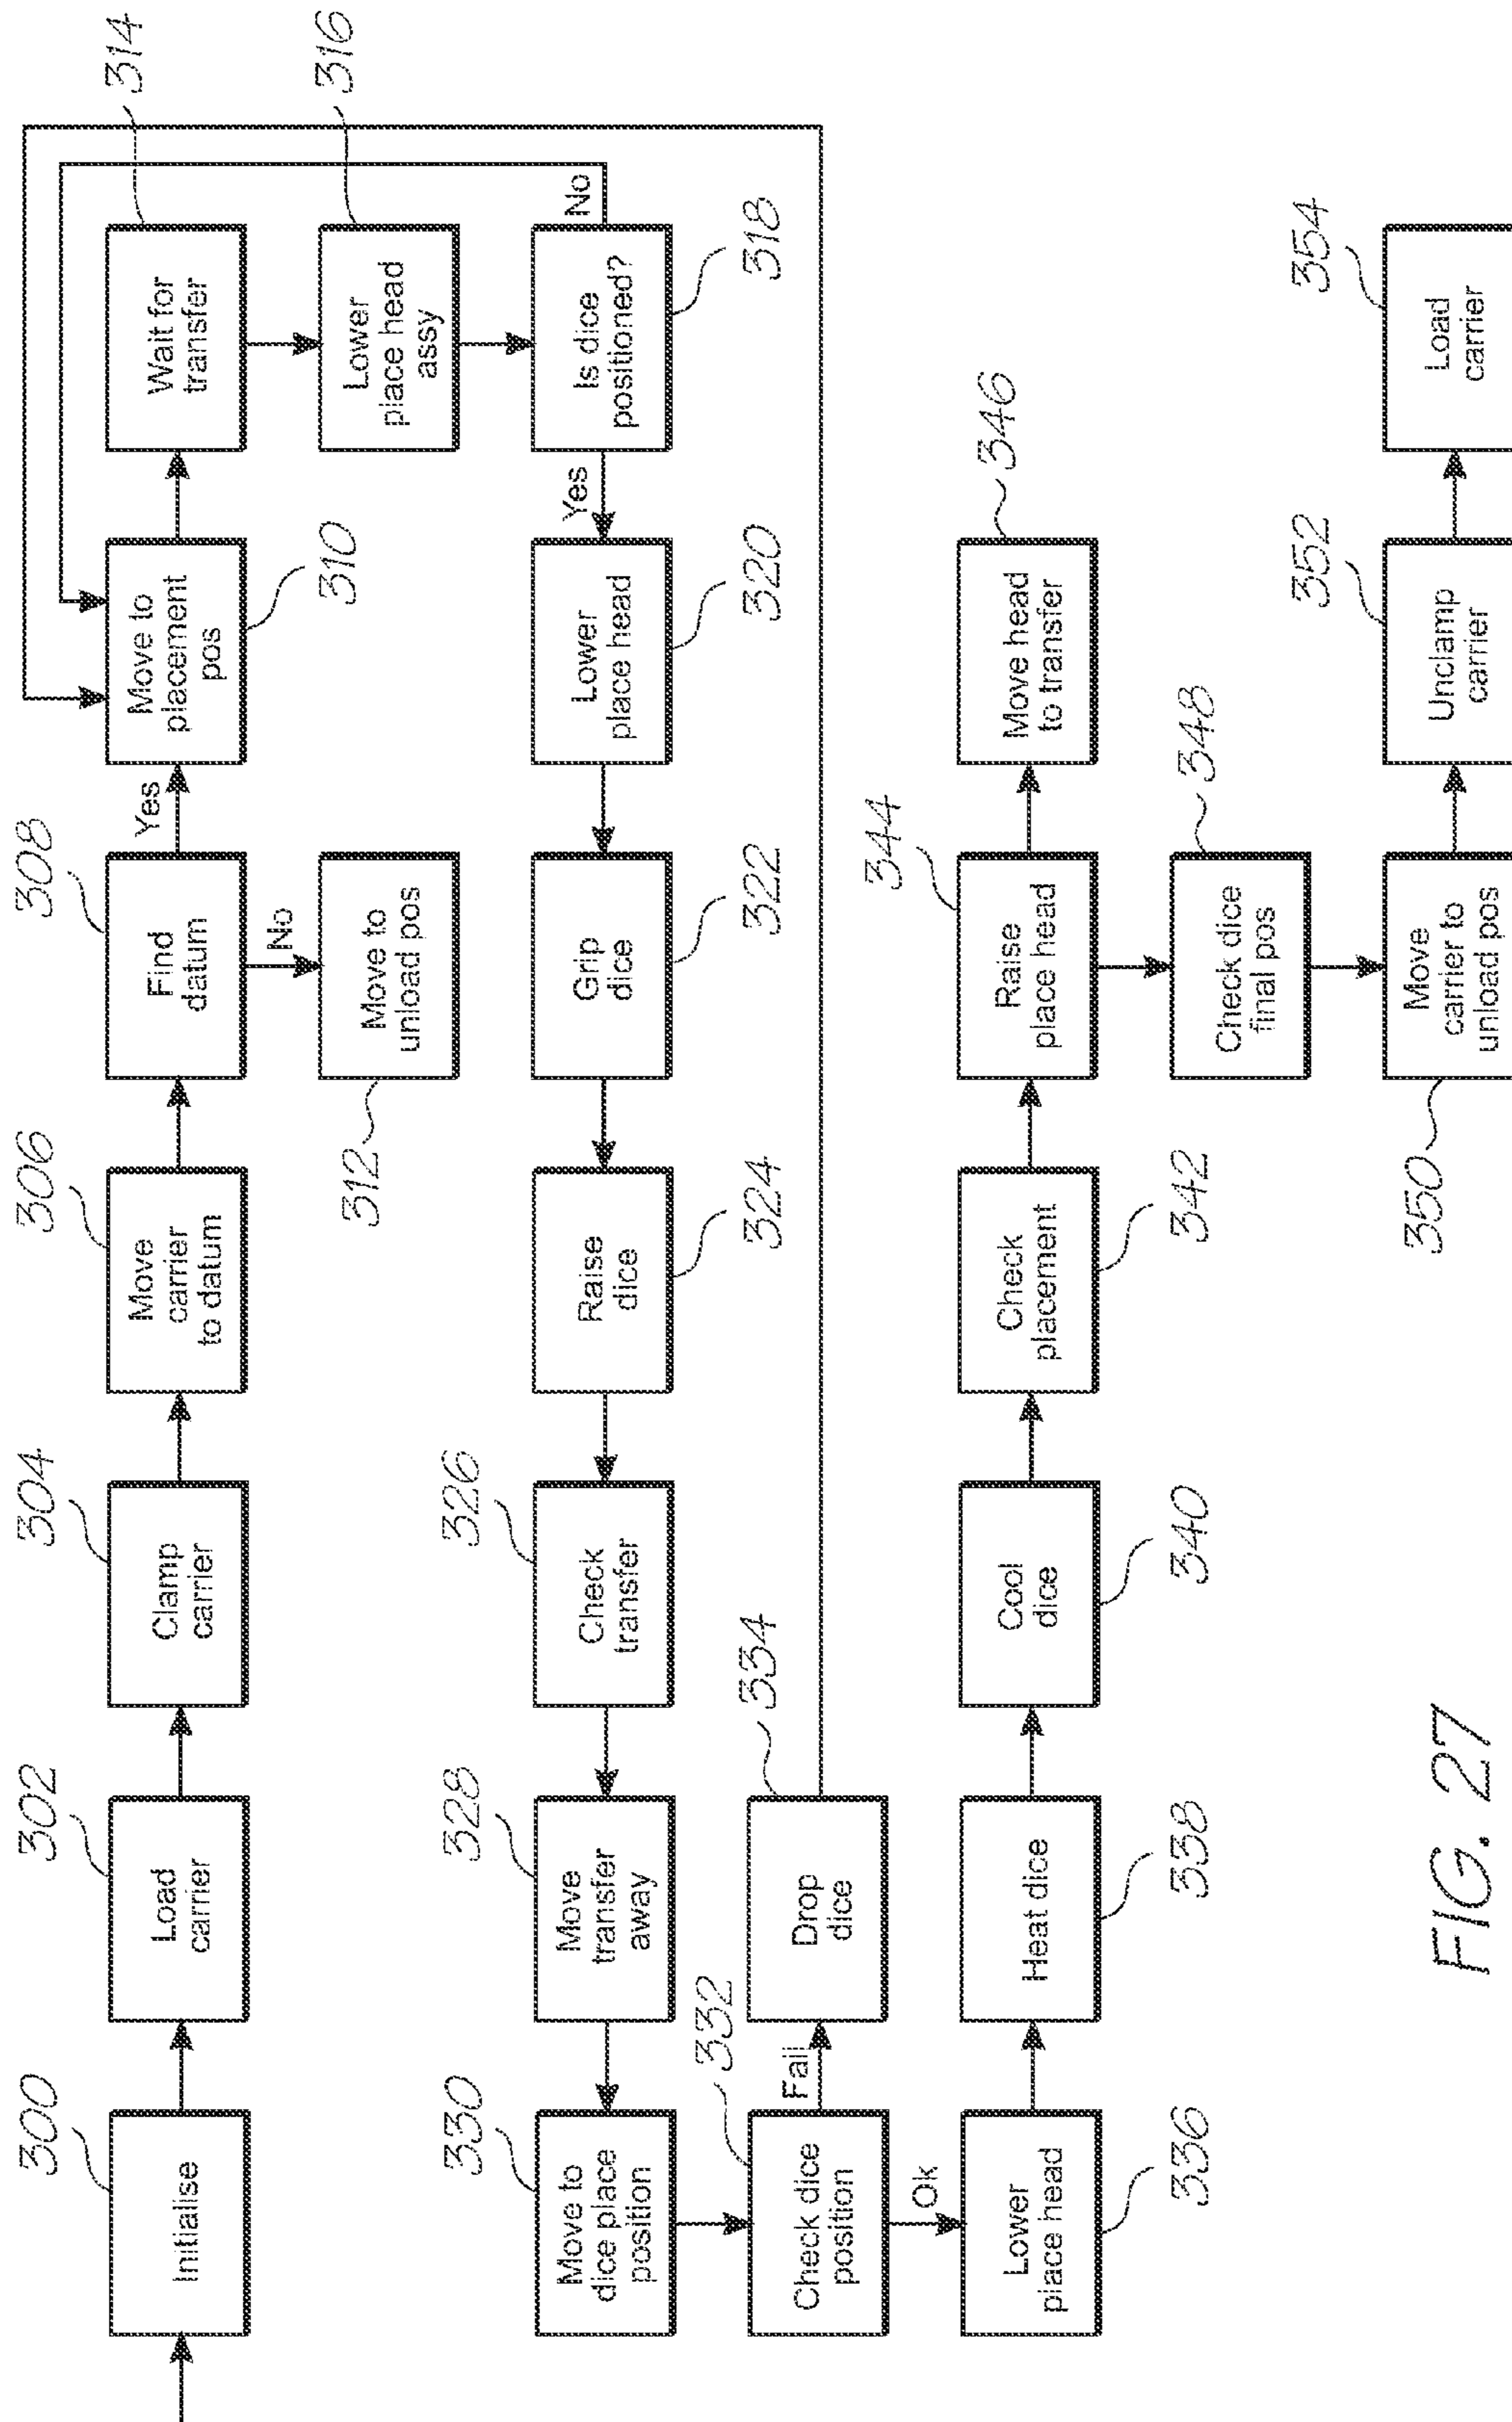 300
Initialise
302
Load
carrier
304
Clamp
carrier
306
Move
carrier
to datum
308
Find
datum
Yes
No
Move to
placement
pos
310
Move to
unload pos
312
314
Wait for
transfer
316
Lower
place head
assy
Is dice
positioned?
318
No
Yes
Lower
place head
320
Grip
dice
322
Raise
dice
324
326
Check
transfer
328
Move
transfer
away
330
Move to
dice place
position
332
Check dice
position
Fail
334
Drop
dice
Ok
Lower
place head
336
Heat dice
338
Cool
dice
340
Check
placement
342
344
Raise
place head
Move head
to transfer
346
Check dice
final pos
348
Move
carrier to
unload pos
350
352
Unclamp
carrier
354
Load
carrier
FIG. 27